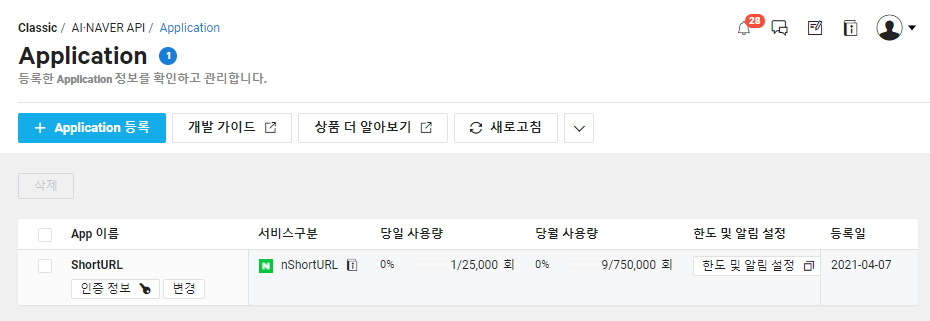 Classic / AI·NAVER API / Application
28
Application 1
등록한 Application 정보를 확인하고 관리합니다.
+ Application 등록 개발 가이드 상품 더 알아보기 새로고침
삭제
App 이름 서비스구분 당일 사용량 당월 사용량 한도 및 알림 설정 등록일
ShortURL N nShortURL 0% 1/25,000 회 0% 9/750,000 회 한도 및 알림 설정 2021-04-07
인증 정보 변경